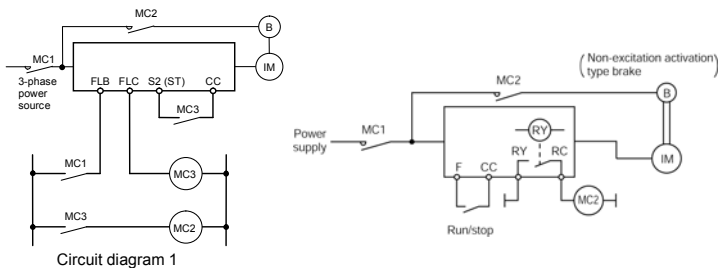 MC2
B
MC1
IM
3-phase
power
source
FLB FLC S2 (ST) CC
MC3
MC1
MC3
MC3
MC2
Circuit diagram 1
(Non-excitation activation)
type brake
MC2
B
Power
supply
MC1
RY
RY RC
F CC
IM
MC2
Run/stop